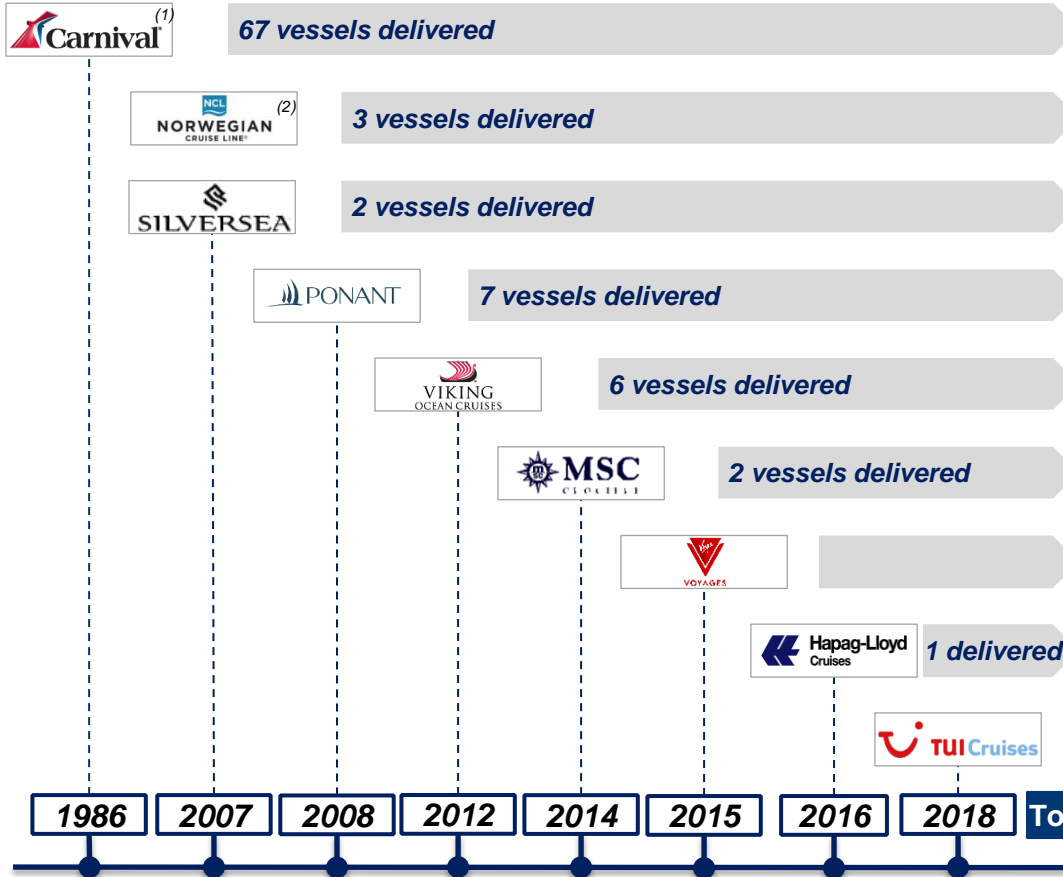 Carnival (1)
67 vessels delivered
NCL
NORWEGIAN (2)
CRUISE LINE®
3 vessels delivered
SILVERSEA
2 vessels delivered
PONANT
7 vessels delivered
VIKING
OCEAN CRUISES
6 vessels delivered
MSC
2 vessels delivered
VOYAGES
Hapag-Lloyd
Cruises
1 delivered
TUI Cruises
1986 2007 2008 2012 2014 2015 2016 2018 To